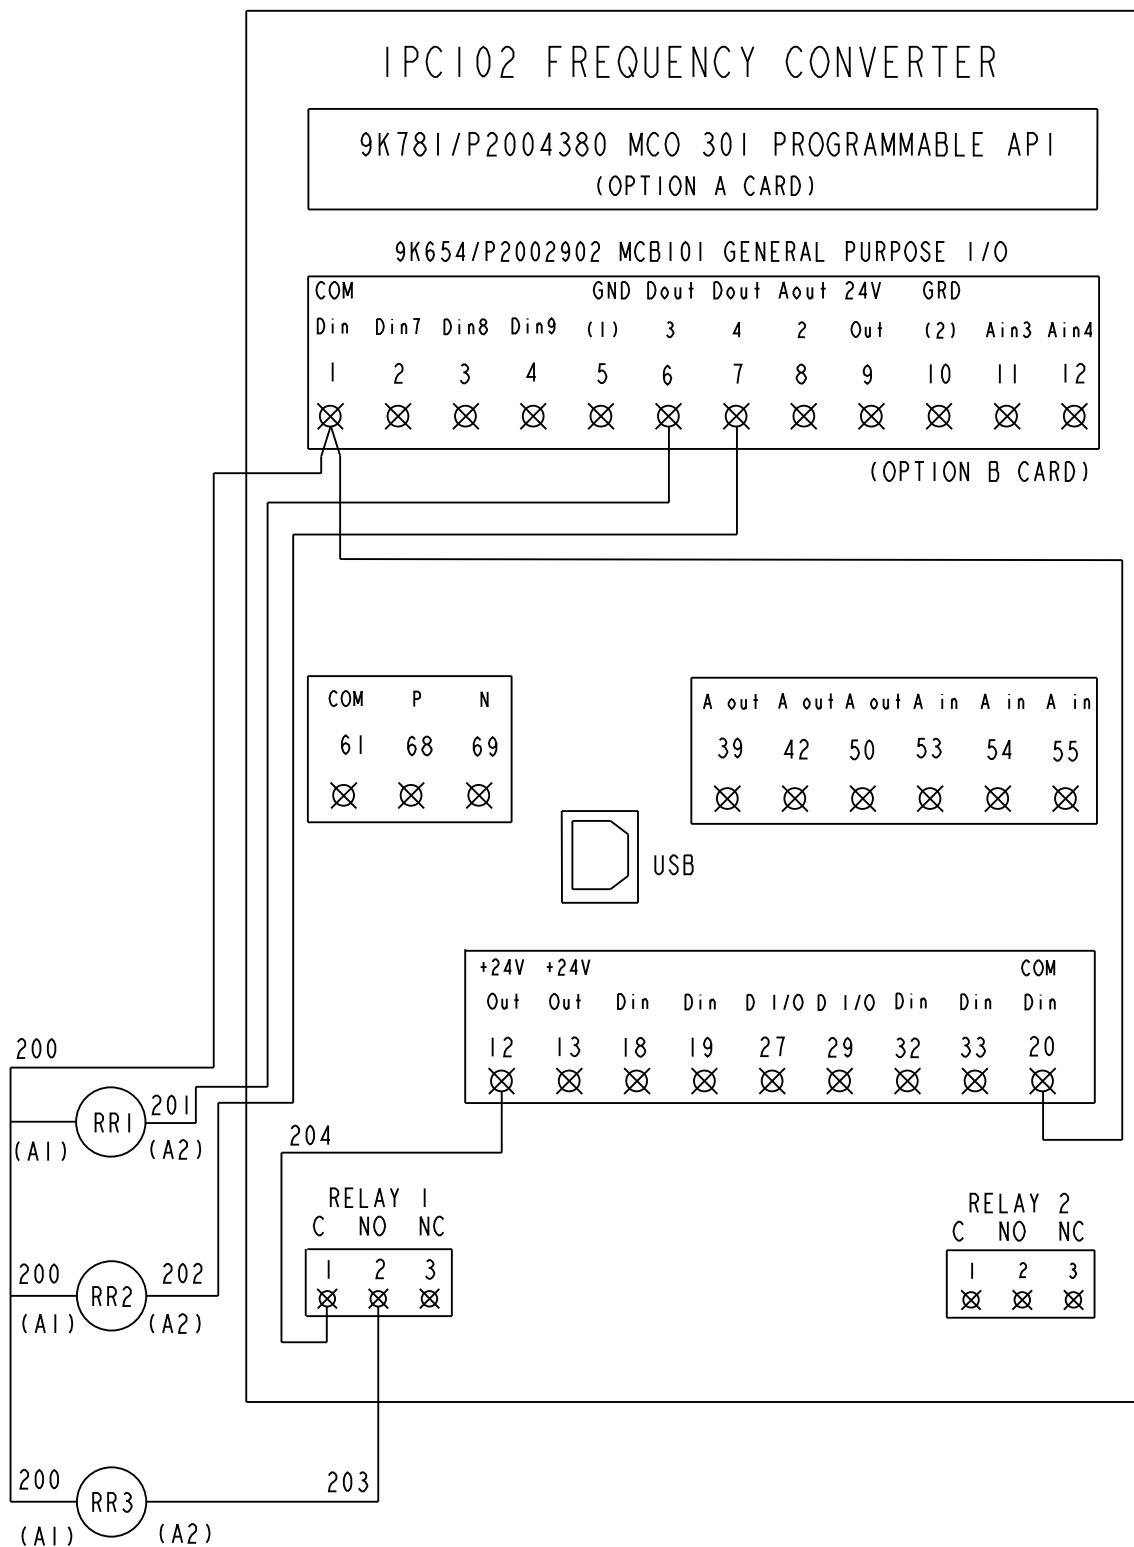 IPC102 FREQUENCY CONVERTER
9K781/P2004380 MCO 301 PROGRAMMABLE API
(OPTION A CARD)
9K654/P2002902 MCB101 GENERAL PURPOSE I/O
COM GND Dout Dout Aout 24V GRD
Din Din7 Din8 Din9 (1) 3 4 2 Out (2) Ain3 Ain4
1 2 3 4 5 6 7 8 9 10 11 12
(OPTION B CARD)
COM P N
61 68 69
A out A out A out A in A in A in
39 42 50 53 54 55
USB
+24V +24V COM
Out Out Din Din D I/O D I/O Din Din Din
12 13 18 19 27 29 32 33 20
200
RR1 201
(A1) (A2)
204
RELAY 1
C NO NC
1 2 3
RELAY 2
C NO NC
1 2 3
200 RR2 202
(A1) (A2)
200 RR3 203
(A1) (A2)